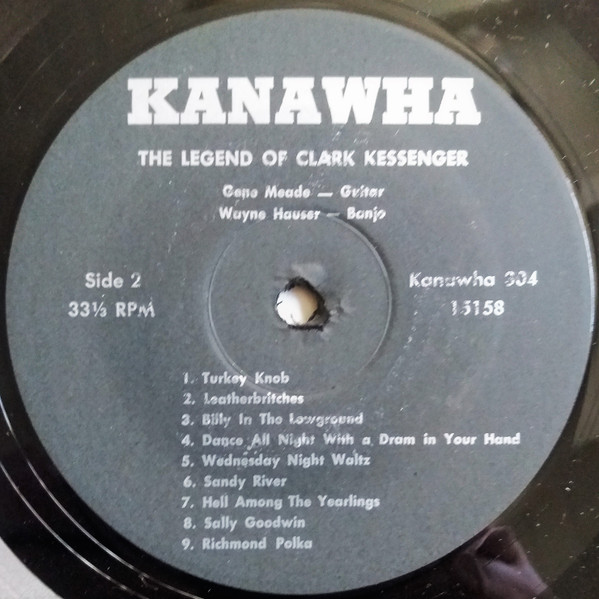 KANAWHA
THE LEGEND OF CLARK KESSENGER
Gene Meade — Guitar
Wayne Hauser — Banjo
Side 2
33⅓ RPM
Kanawha 304
15158
1. Turkey Knob
2. Leatherbritches
3. Billy In The Lowground
4. Dance All Night With a Dram in Your Hand
5. Wednesday Night Waltz
6. Sandy River
7. Hell Among The Yearlings
8. Sally Goodwin
9. Richmond Polka